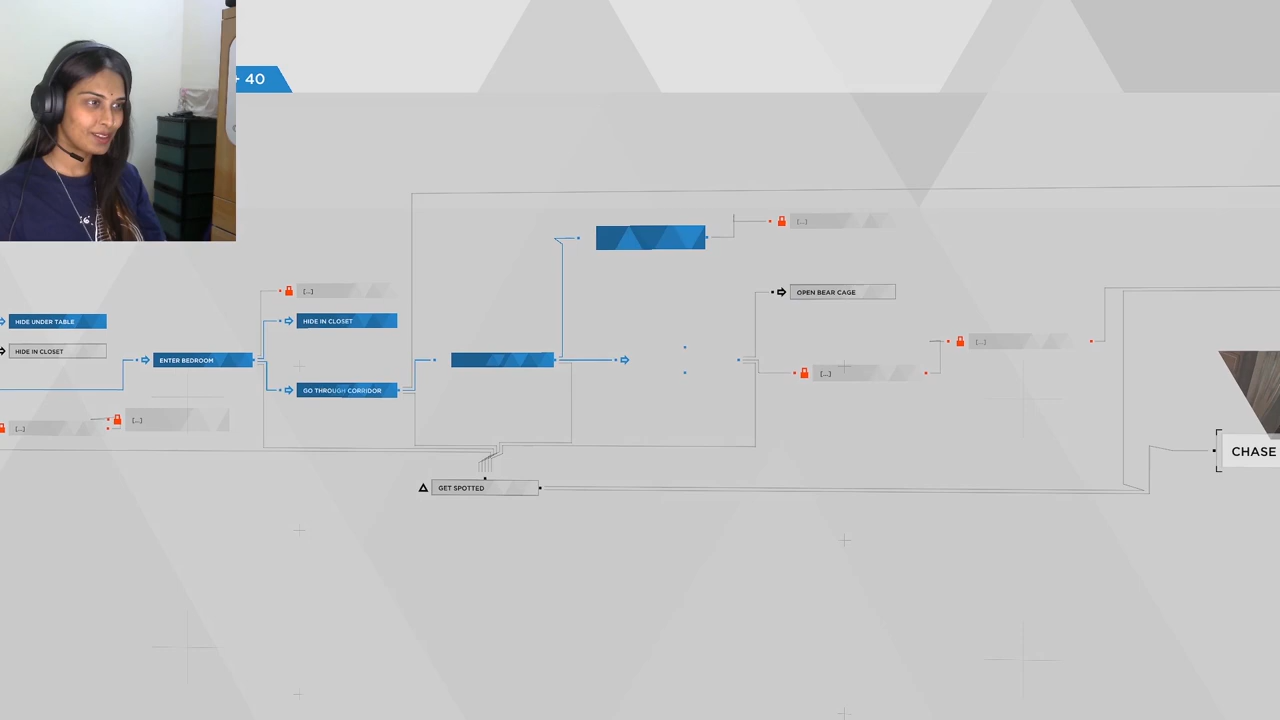 + 40
[...]
[...]
OPEN BEAR CAGE
HIDE UNDER TABLE
HIDE IN CLOSET
HIDE IN CLOSET
ENTER BEDROOM
[...]
[...]
GO THROUGH CORRIDOR
[...]
[...]
CHASE
GET SPOTTED